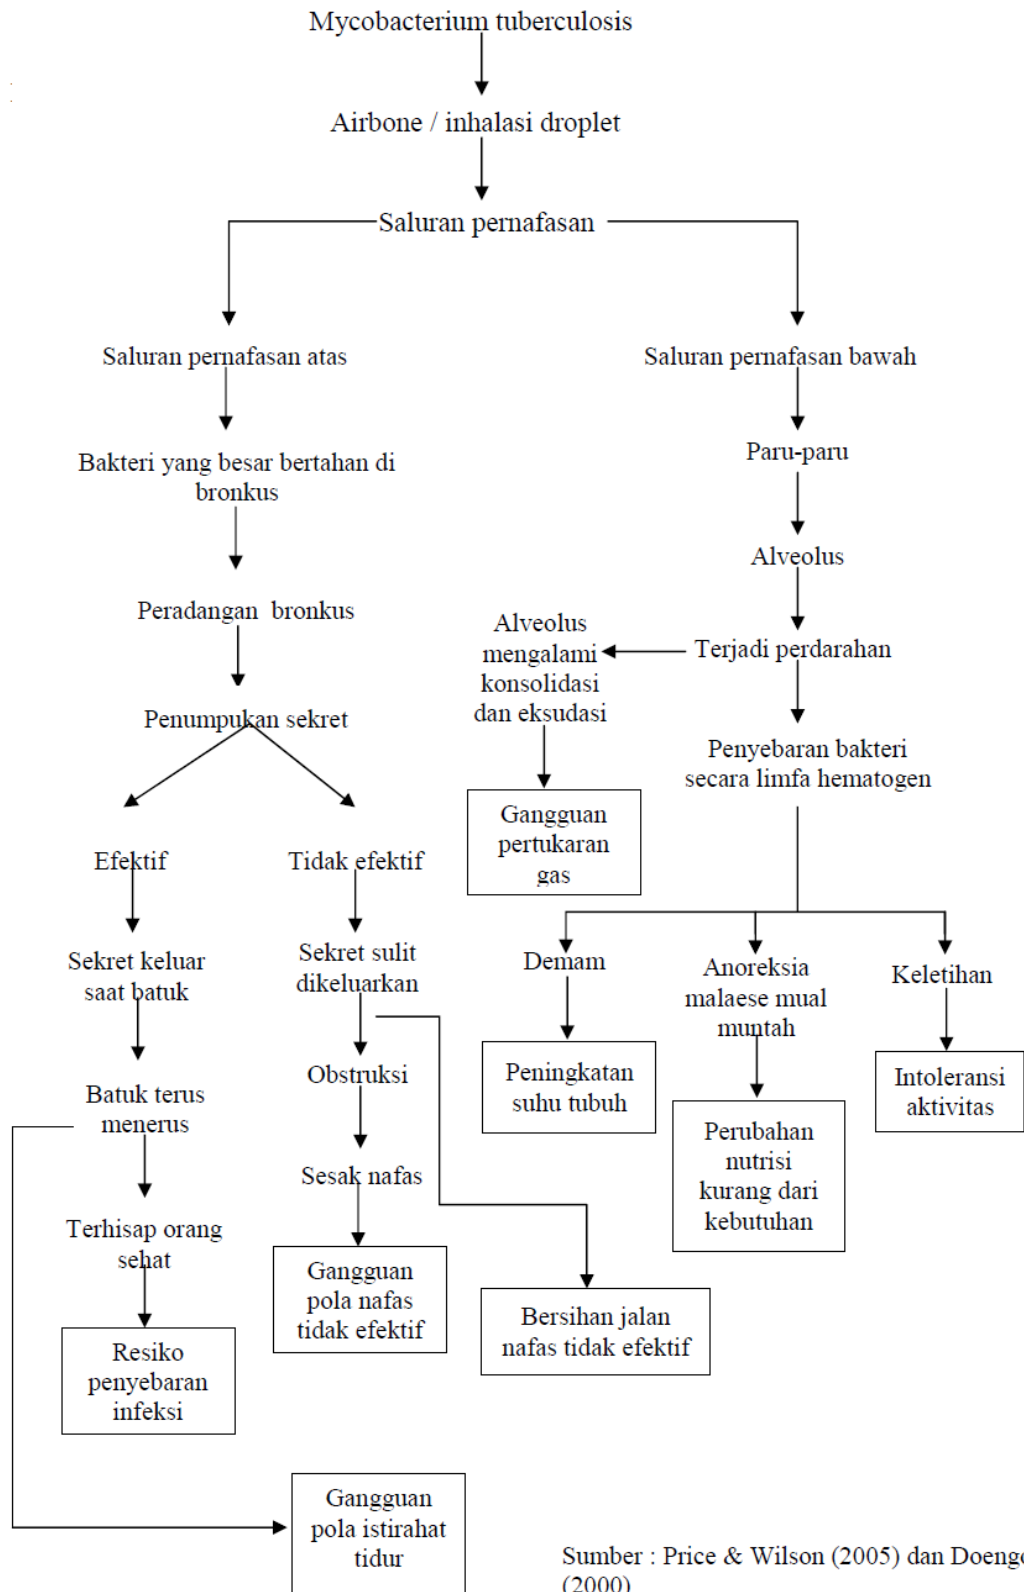 Mycobacterium tuberculosis
Airbone / inhalasi droplet
Saluran pernafasan
Saluran pernafasan atas
Saluran pernafasan bawah
Bakteri yang besar bertahan di
bronkus
Peradangan bronkus
Penumpukan sekret
Efektif
Tidak efektif
Sekret keluar
saat batuk
Batuk terus
menerus
Terhisap orang
sehat
Resiko
penyebaran
infeksi
Gangguan
pola istirahat
tidur
Sekret sulit
dikeluarkan
Obstruksi
Sesak nafas
Gangguan
pola nafas
tidak efektif
Bersihan jalan
nafas tidak efektif
Paru-paru
Alveolus
Terjadi perdarahan
Alveolus
mengalami
konsolidasi
dan eksudasi
Gangguan
pertukaran
gas
Penyebaran bakteri
secara limfa hematogen
Demam
Peningkatan
suhu tubuh
Anoreksia
malaese mual
muntah
Perubahan
nutrisi
kurang dari
kebutuhan
Keletihan
Intoleransi
aktivitas
Sumber : Price & Wilson (2005) dan Doengo
(2000)